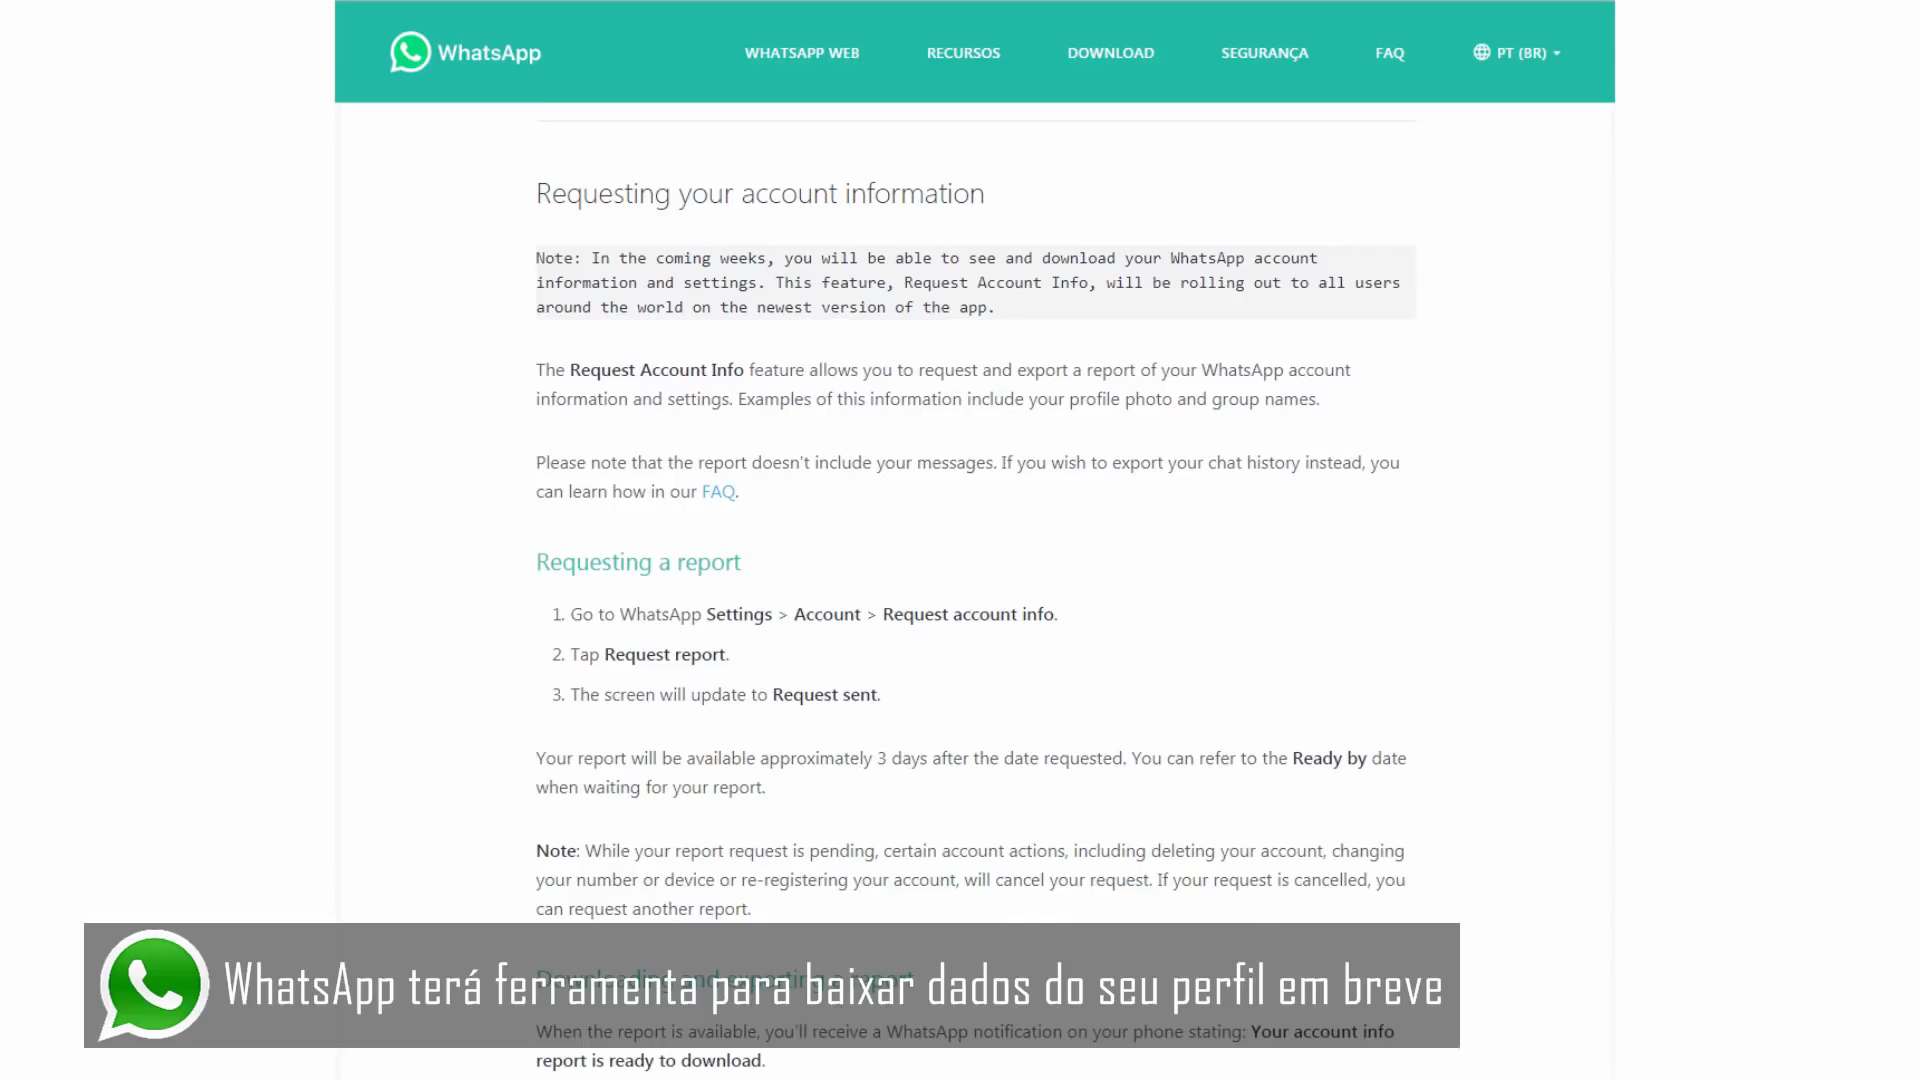 WhatsApp
WHATSAPP WEB
RECURSOS
DOWNLOAD
SEGURANÇA
FAQ
PT (BR)
Requesting your account information
Note: In the coming weeks, you will be able to see and download your WhatsApp account
information and settings. This feature, Request Account Info, will be rolling out to all users
around the world on the newest version of the app.
The Request Account Info feature allows you to request and export a report of your WhatsApp account
information and settings. Examples of this information include your profile photo and group names.
Please note that the report doesn't include your messages. If you wish to export your chat history instead, you
can learn how in our FAQ.
Requesting a report
1. Go to WhatsApp Settings > Account > Request account info.
2. Tap Request report.
3. The screen will update to Request sent.
Your report will be available approximately 3 days after the date requested. You can refer to the Ready by date
when waiting for your report.
Note: While your report request is pending, certain account actions, including deleting your account, changing
your number or device or re-registering your account, will cancel your request. If your request is cancelled, you
can request another report.
Downloading and exporting a report
WhatsApp terá ferramenta para baixar dados do seu perfil em breve
When the report is available, you'll receive a WhatsApp notification on your phone stating: Your account info
report is ready to download.